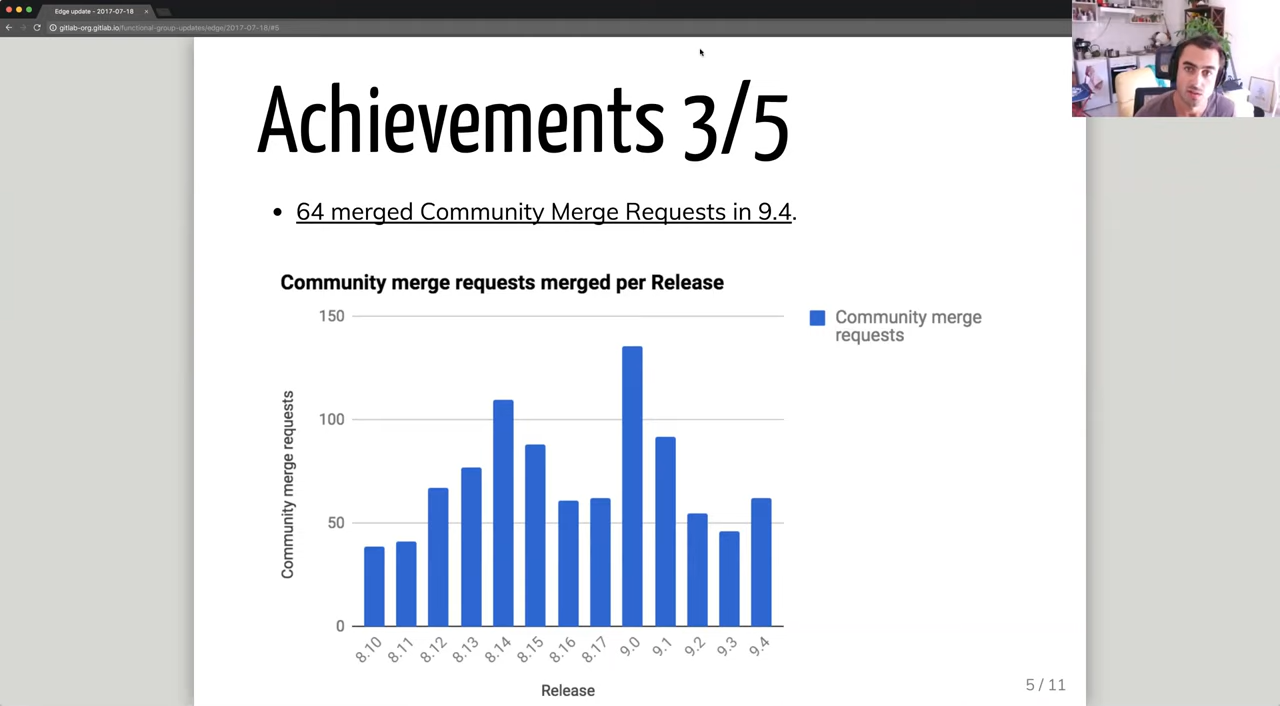 Edge update - 2017-07-18
gitlab-org.gitlab.io/functional-group-updates/edge/2017-07-18/#5
Achievements 3/5
64 merged Community Merge Requests in 9.4.
Community merge requests merged per Release
150
100
50
0
Community merge requests
8.10 8.11 8.12 8.13 8.14 8.15 8.16 8.17 9.0 9.1 9.2 9.3 9.4
Release
Community merge
requests
5 / 11